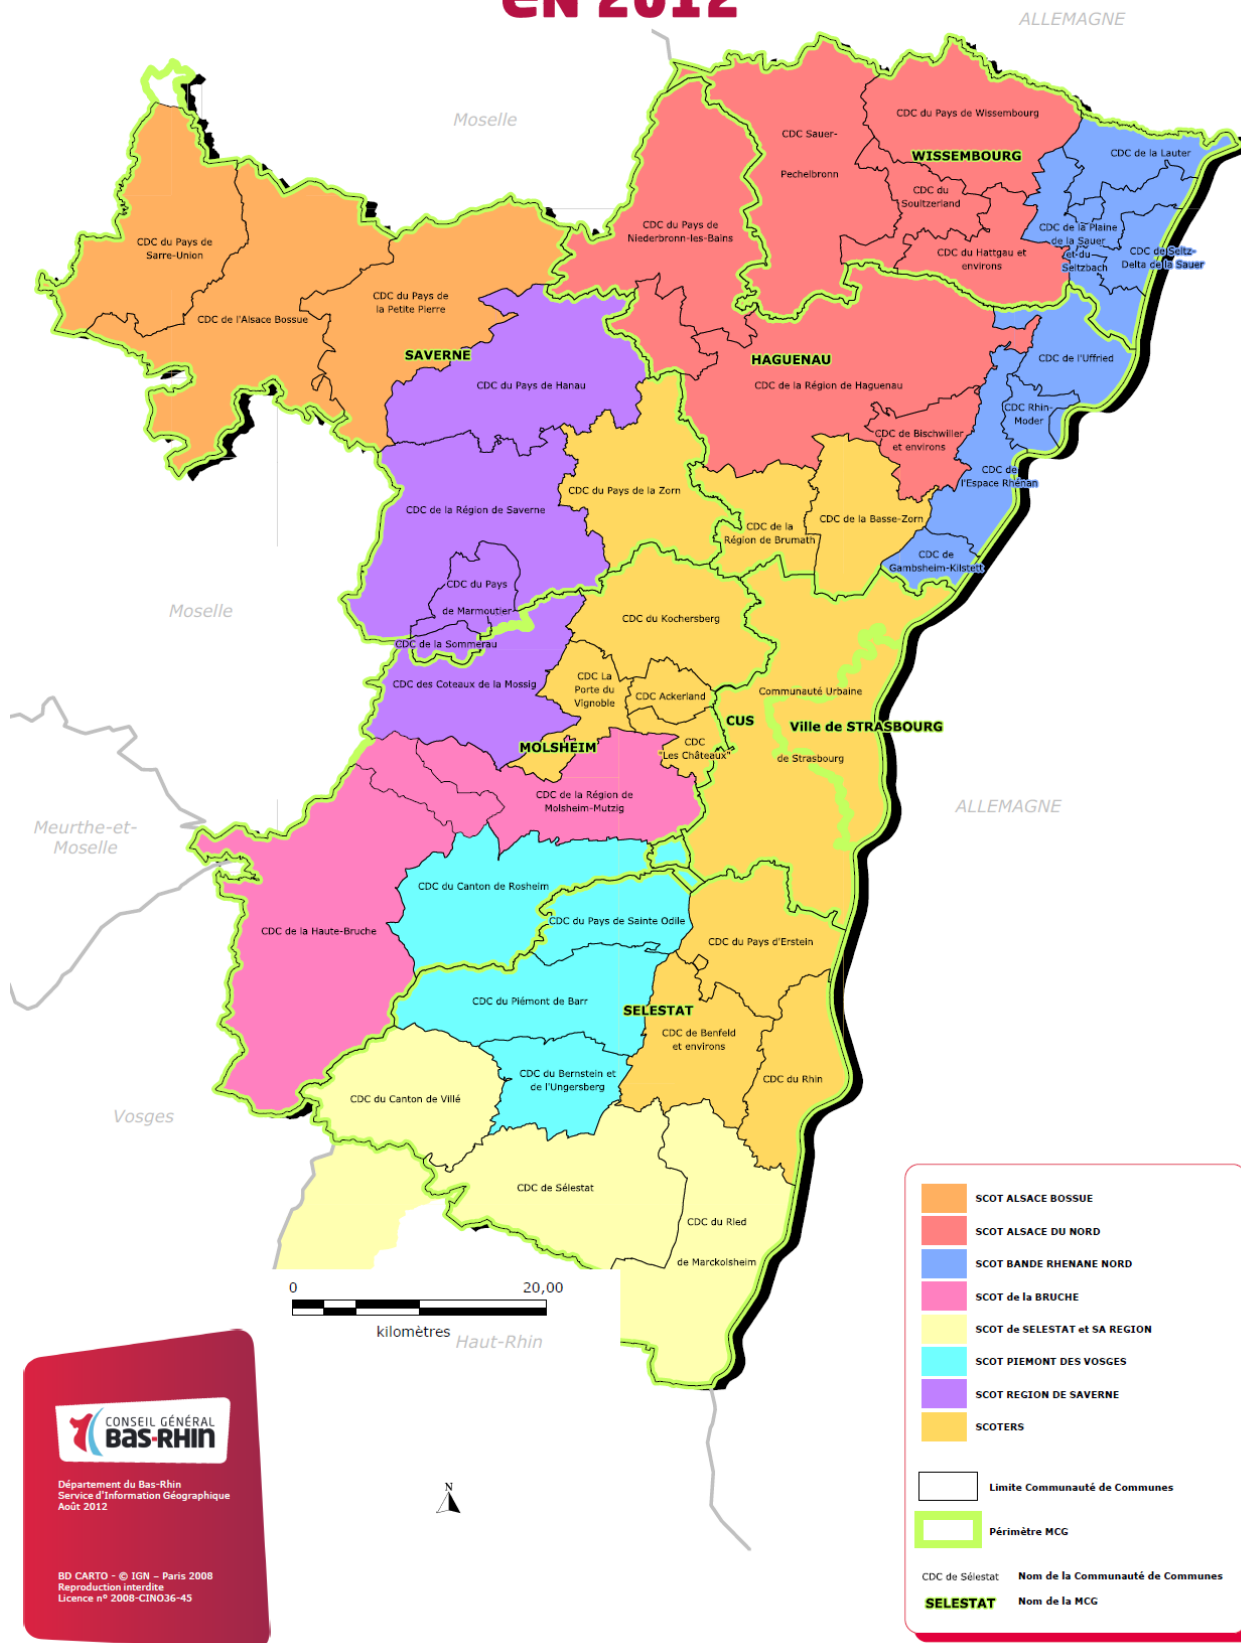 EN 2012
ALLEMAGNE
Moselle
CDC du Pays de Wissembourg
CDC Sauer-
Pechelbronn
WISSEMBOURG
CDC de la Lauter
CDC du
Soultzerland
CDC du Pays de
Niederbronn-les-Bains
CDC de la Plaine
de la Sauer
et-du
Seltzbach
CDC de Seltz-
Delta de la Sauer
CDC du Hattgau et
environs
CDC du Pays de
Sarre-Union
CDC du Pays de
la Petite Pierre
CDC de l'Alsace Bossue
SAVERNE
HAGUENAU
CDC de l'Uffried
CDC du Pays de Hanau
CDC de la Région de Haguenau
CDC Rhin-
Moder
CDC de Bischwiller
et environs
CDC de
l'Espace Rhénan
CDC du Pays de la Zorn
CDC de la Région de Saverne
CDC de la
Région de Brumath
CDC de la Basse-Zorn
CDC de
Gambsheim-Kilstett
CDC du Pays
de Marmoutier
Moselle
CDC du Kochersberg
CDC de la Sommerau
CDC des Coteaux de la Mossig
CDC La
Porte du
Vignoble
CDC Ackerland
Communauté Urbaine
CUS
Ville de STRASBOURG
MOLSHEIM
CDC
"Les Châteaux"
de Strasbourg
CDC de la Région de
Molsheim-Mutzig
ALLEMAGNE
Meurthe-et-
Moselle
CDC du Canton de Rosheim
CDC du Pays de Sainte Odile
CDC de la Haute-Bruche
CDC du Pays d'Erstein
CDC du Piémont de Barr
SELESTAT
CDC de Benfeld
et environs
CDC du Bernstein et
de l'Ungersberg
CDC du Rhin
CDC du Canton de Villé
Vosges
CDC de Sélestat
CDC du Ried
de Marckolsheim
0 20,00
kilomètres
Haut-Rhin
SCOT ALSACE BOSSUE
SCOT ALSACE DU NORD
SCOT BANDE RHENANE NORD
SCOT de la BRUCHE
SCOT de SELESTAT et SA REGION
SCOT PIEMONT DES VOSGES
SCOT REGION DE SAVERNE
SCOTERS
Limite Communauté de Communes
Périmètre MCG
CDC de Sélestat Nom de la Communauté de Communes
SELESTAT Nom de la MCG
CONSEIL GÉNÉRAL
BAS-RHIN
Département du Bas-Rhin
Service d'Information Géographique
Août 2012
BD CARTO - © IGN - Paris 2008
Reproduction interdite
Licence n° 2008-CINO36-45
N